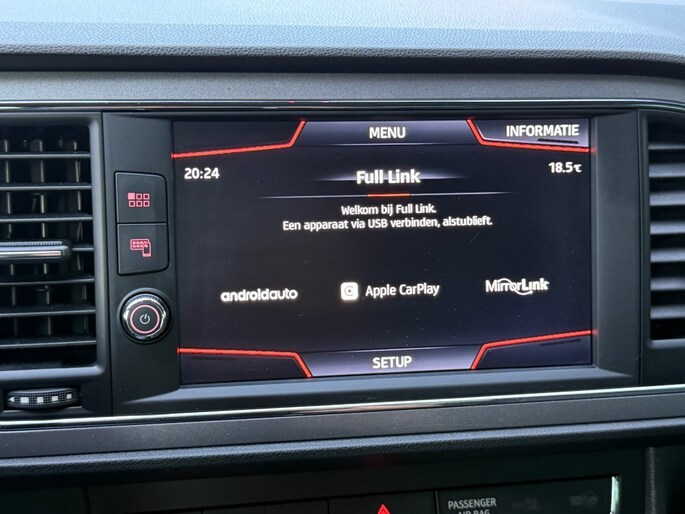 MENU
INFORMATIE
20:24
Full Link
18.5℃
Welkom bij Full Link.
Een apparaat via USB verbinden, alstublieft.
androidauto
Apple CarPlay
MirrorLink
SETUP
PASSENGER
AIR BAG